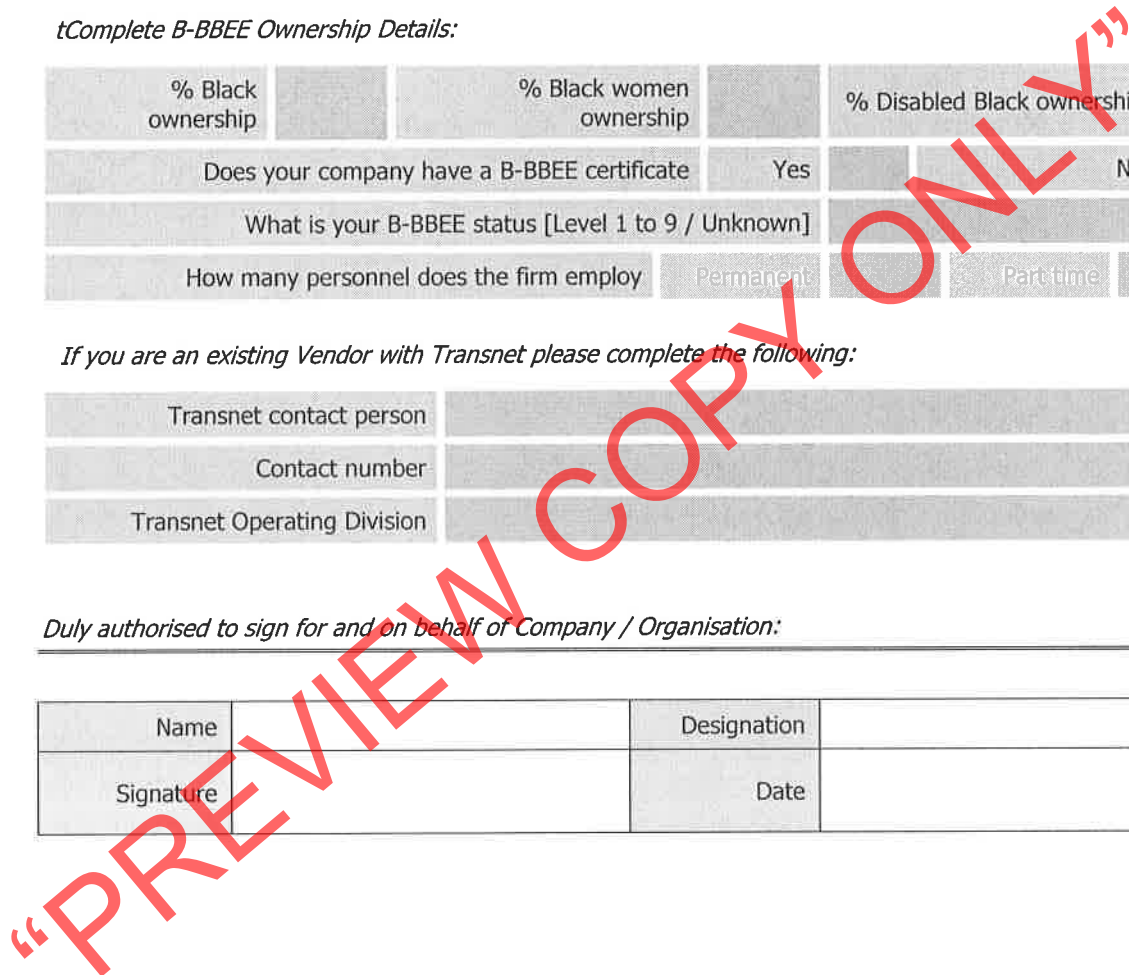 tComplete B-BBEE Ownership Details:
% Black
ownership
% Black women
ownership
% Disabled Black ownershi
Does your company have a B-BBEE certificate Yes N
What is your B-BBEE status [Level 1 to 9 / Unknown]
How many personnel does the firm employ Permanent Part time
If you are an existing Vendor with Transnet please complete the following:
Transnet contact person
Contact number
Transnet Operating Division
Duly authorised to sign for and on behalf of Company / Organisation:
Name Designation
Signature Date
“PREVIEW COPY ONLY”